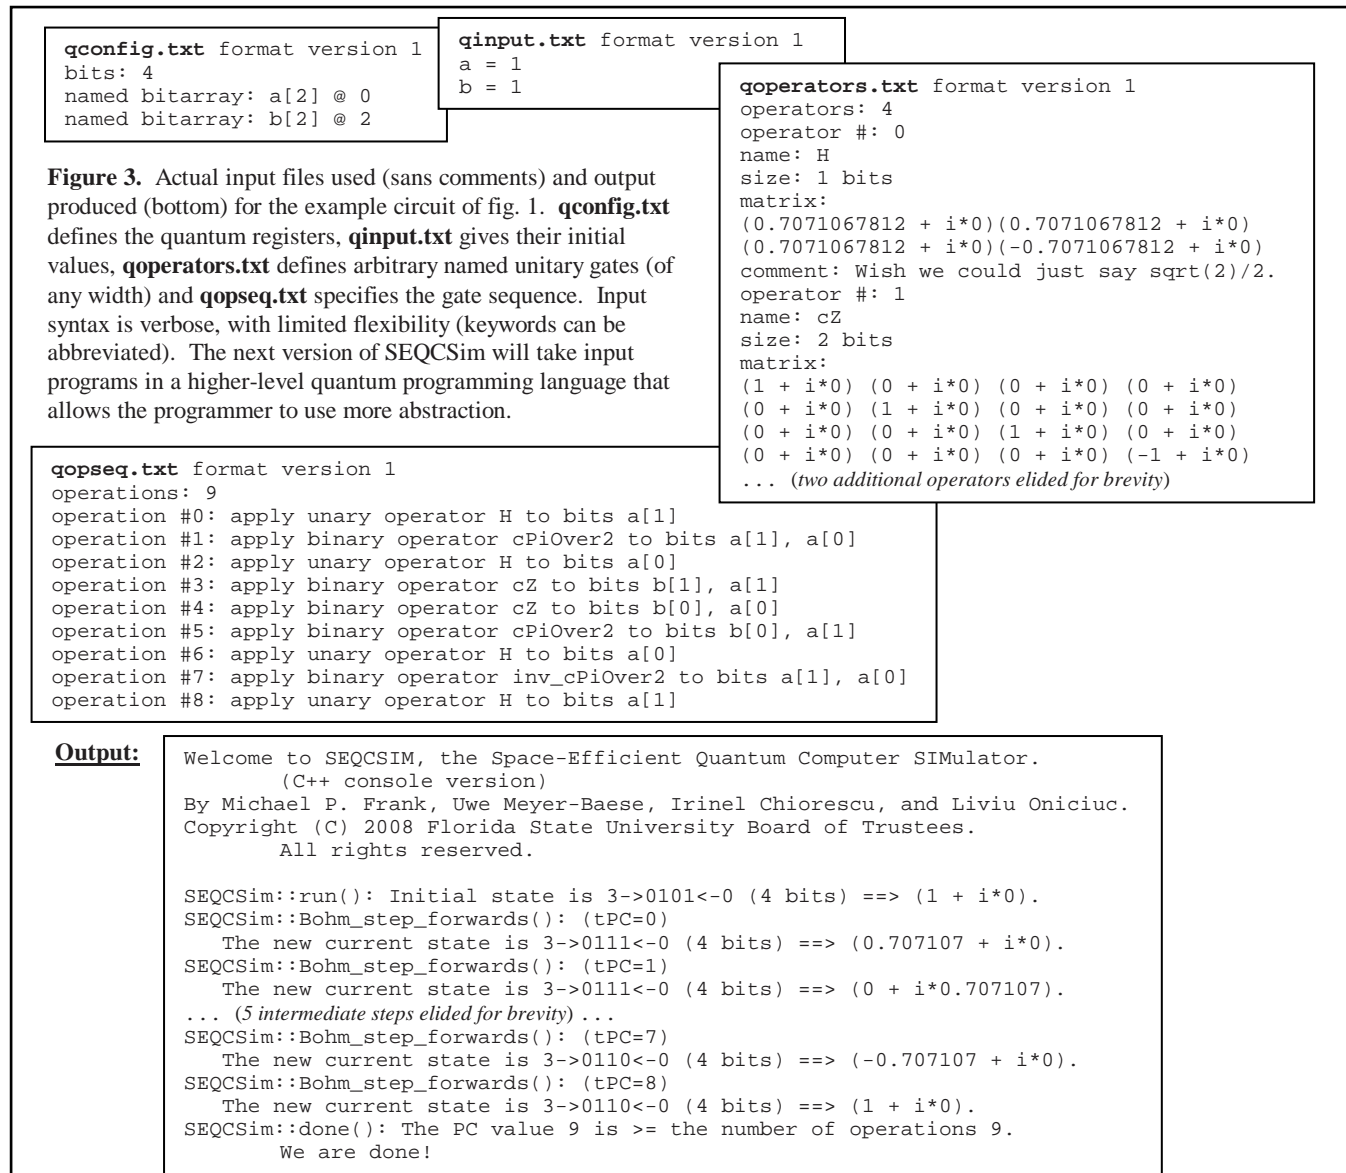 qconfig.txt format version 1
bits: 4
named bitarray: a[2] @ 0
named bitarray: b[2] @ 2
qinput.txt format version 1
a = 1
b = 1
qoperators.txt format version 1
operators: 4
operator #: 0
name: H
size: 1 bits
matrix:
(0.7071067812 + i*0)(0.7071067812 + i*0)
(0.7071067812 + i*0)(-0.7071067812 + i*0)
comment: Wish we could just say sqrt(2)/2.
operator #: 1
name: cZ
size: 2 bits
matrix:
(1 + i*0) (0 + i*0) (0 + i*0) (0 + i*0)
(0 + i*0) (1 + i*0) (0 + i*0) (0 + i*0)
(0 + i*0) (0 + i*0) (1 + i*0) (0 + i*0)
(0 + i*0) (0 + i*0) (0 + i*0) (-1 + i*0)
... (two additional operators elided for brevity)
Figure 3. Actual input files used (sans comments) and output
produced (bottom) for the example circuit of fig. 1. qconfig.txt
defines the quantum registers, qinput.txt gives their initial
values, qoperators.txt defines arbitrary named unitary gates (of
any width) and qopseq.txt specifies the gate sequence. Input
syntax is verbose, with limited flexibility (keywords can be
abbreviated). The next version of SEQCSim will take input
programs in a higher-level quantum programming language that
allows the programmer to use more abstraction.
qopseq.txt format version 1
operations: 9
operation #0: apply unary operator H to bits a[1]
operation #1: apply binary operator cPiOver2 to bits a[1], a[0]
operation #2: apply unary operator H to bits a[0]
operation #3: apply binary operator cZ to bits b[1], a[1]
operation #4: apply binary operator cZ to bits b[0], a[0]
operation #5: apply binary operator cPiOver2 to bits b[0], a[1]
operation #6: apply unary operator H to bits a[0]
operation #7: apply binary operator inv_cPiOver2 to bits a[1], a[0]
operation #8: apply unary operator H to bits a[1]
Output:
Welcome to SEQCSIM, the Space-Efficient Quantum Computer SIMulator.
(C++ console version)
By Michael P. Frank, Uwe Meyer-Baese, Irinel Chiorescu, and Liviu Oniciuc.
Copyright (C) 2008 Florida State University Board of Trustees.
All rights reserved.
SEQCSim::run(): Initial state is 3->0101<-0 (4 bits) ==> (1 + i*0).
SEQCSim::Bohm_step_forwards(): (tPC=0)
The new current state is 3->0111<-0 (4 bits) ==> (0.707107 + i*0).
SEQCSim::Bohm_step_forwards(): (tPC=1)
The new current state is 3->0111<-0 (4 bits) ==> (0 + i*0.707107).
... (5 intermediate steps elided for brevity) ...
SEQCSim::Bohm_step_forwards(): (tPC=7)
The new current state is 3->0110<-0 (4 bits) ==> (-0.707107 + i*0).
SEQCSim::Bohm_step_forwards(): (tPC=8)
The new current state is 3->0110<-0 (4 bits) ==> (1 + i*0).
SEQCSim::done(): The PC value 9 is >= the number of operations 9.
We are done!